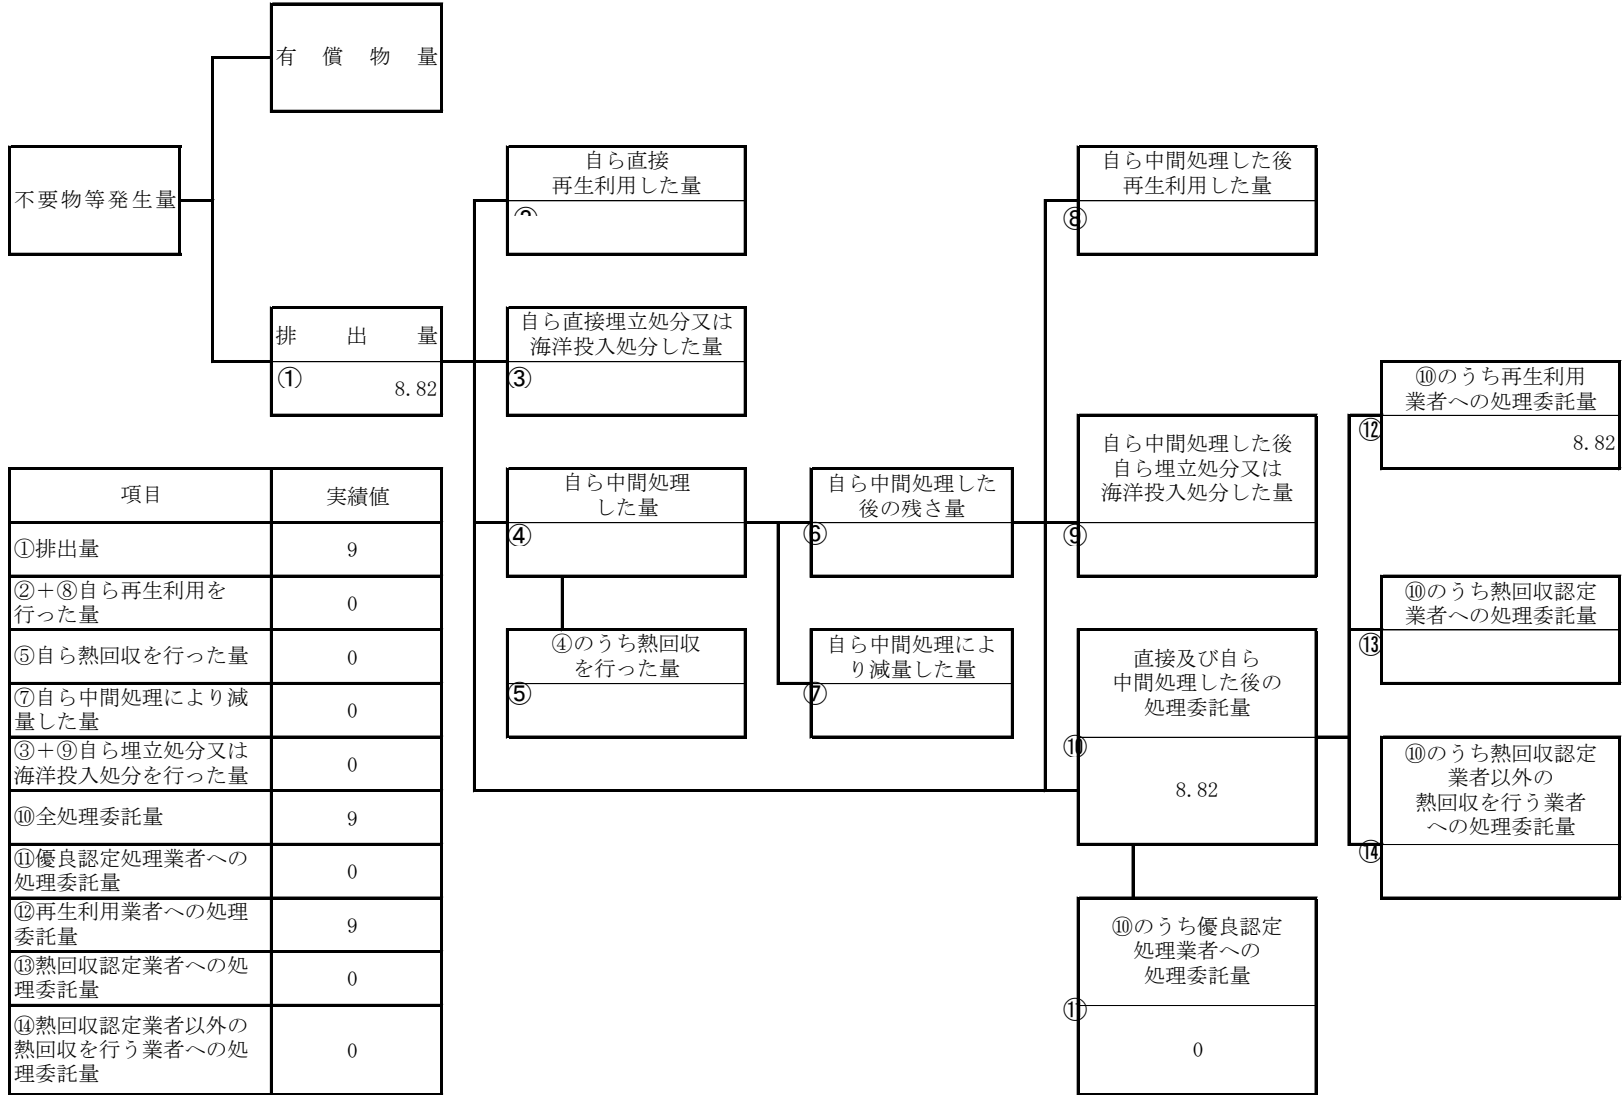 有償物量
不要物等発生量
排出量
①
8.82
自ら直接
再生利用した量
自ら直接埋立処分又は
海洋投入処分した量
③
自ら中間処理
した量
④
④のうち熱回収
を行った量
⑤
自ら中間処理した
後の残さ量
⑥
自ら中間処理によ
り減量した量
⑦
自ら中間処理した後
再生利用した量
⑧
自ら中間処理した後
自ら埋立処分又は
海洋投入処分した量
⑨
直接及び自ら
中間処理した後の
処理委託量
⑩
8.82
⑩のうち優良認定
処理業者への
処理委託量
⑪
0
⑩のうち再生利用
業者への処理委託量
⑫
8.82
⑩のうち熱回収認定
業者への処理委託量
⑬
⑩のうち熱回収認定
業者以外の
熱回収を行う業者
への処理委託量
⑭
項目 実績値
①排出量 9
②+⑧自ら再生利用を
行った量 0
⑤自ら熱回収を行った量 0
⑦自ら中間処理により減
量した量 0
③+⑨自ら埋立処分又は
海洋投入処分を行った量 0
⑩全処理委託量 9
⑪優良認定処理業者への
処理委託量 0
⑫再生利用業者への処理
委託量 9
⑬熱回収認定業者への処
理委託量 0
⑭熱回収認定業者以外の
熱回収を行う業者への処
理委託量 0